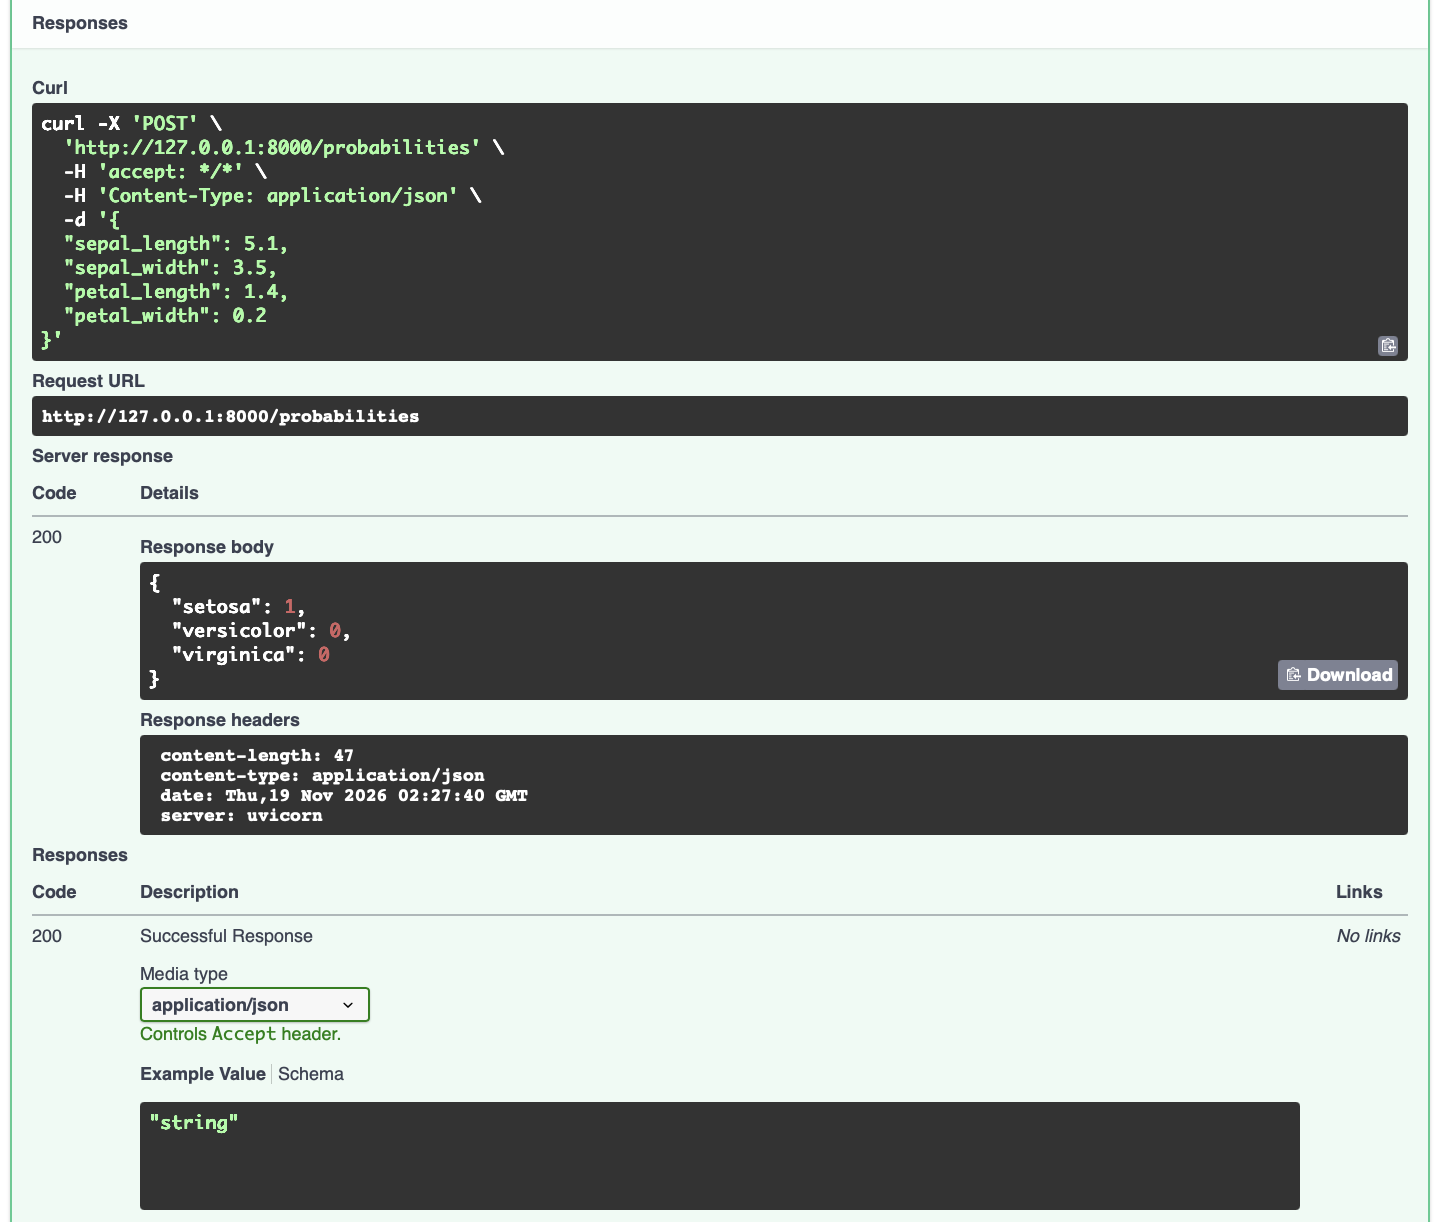 Responses
Curl
curl -X 'POST' \
  'http://127.0.0.1:8000/probabilities' \
  -H 'accept: */*' \
  -H 'Content-Type: application/json' \
  -d '{
  "sepal_length": 5.1,
  "sepal_width": 3.5,
  "petal_length": 1.4,
  "petal_width": 0.2
}'
Request URL
http://127.0.0.1:8000/probabilities
Server response
Code Details
200
Response body
{
  "setosa": 1,
  "versicolor": 0,
  "virginica": 0
}
Download
Response headers
content-length: 47
content-type: application/json
date: Thu,19 Nov 2026 02:27:40 GMT
server: uvicorn
Responses
Code Description Links
200 Successful Response No links
Media type
application/json
Controls Accept header.
Example Value Schema
"string"